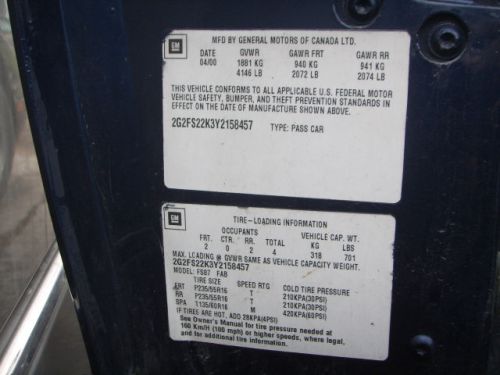 GM
MFD BY GENERAL MOTORS OF CANADA LTD.
DATE GVWR GAWR FRT GAWR RR
04/00 1881 KG 940 KG 941 KG
4146 LB 2072 LB 2074 LB
THIS VEHICLE CONFORMS TO ALL APPLICABLE U.S. FEDERAL MOTOR
VEHICLE SAFETY, BUMPER, AND THEFT PREVENTION STANDARDS IN
EFFECT ON THE DATE OF MANUFACTURE SHOWN ABOVE.
2G2FS22K3Y2158457 TYPE: PASS CAR
GM
TIRE-LOADING INFORMATION
OCCUPANTS VEHICLE CAP. WT.
FRT. CTR. RR. TOTAL KG LBS
2 0 2 4 318 701
MAX. LOADING @ GVWR SAME AS VEHICLE CAPACITY WEIGHT.
2G2FS22K3Y2158457
MODEL: FS87 FAB
TIRE SIZE SPEED RTG COLD TIRE PRESSURE
FRT P235/55R16 T 210KPA(30PSI)
RR P235/55R16 T 210KPA(30PSI)
SPA T135/60R16 M 420KPA(60PSI)
IF TIRES ARE HOT, ADD 28KPA(4PSI)
See Owner's Manual for tire pressure needed at
160 Km/H (100 mph) or higher speeds, where legal,
and for additional information.